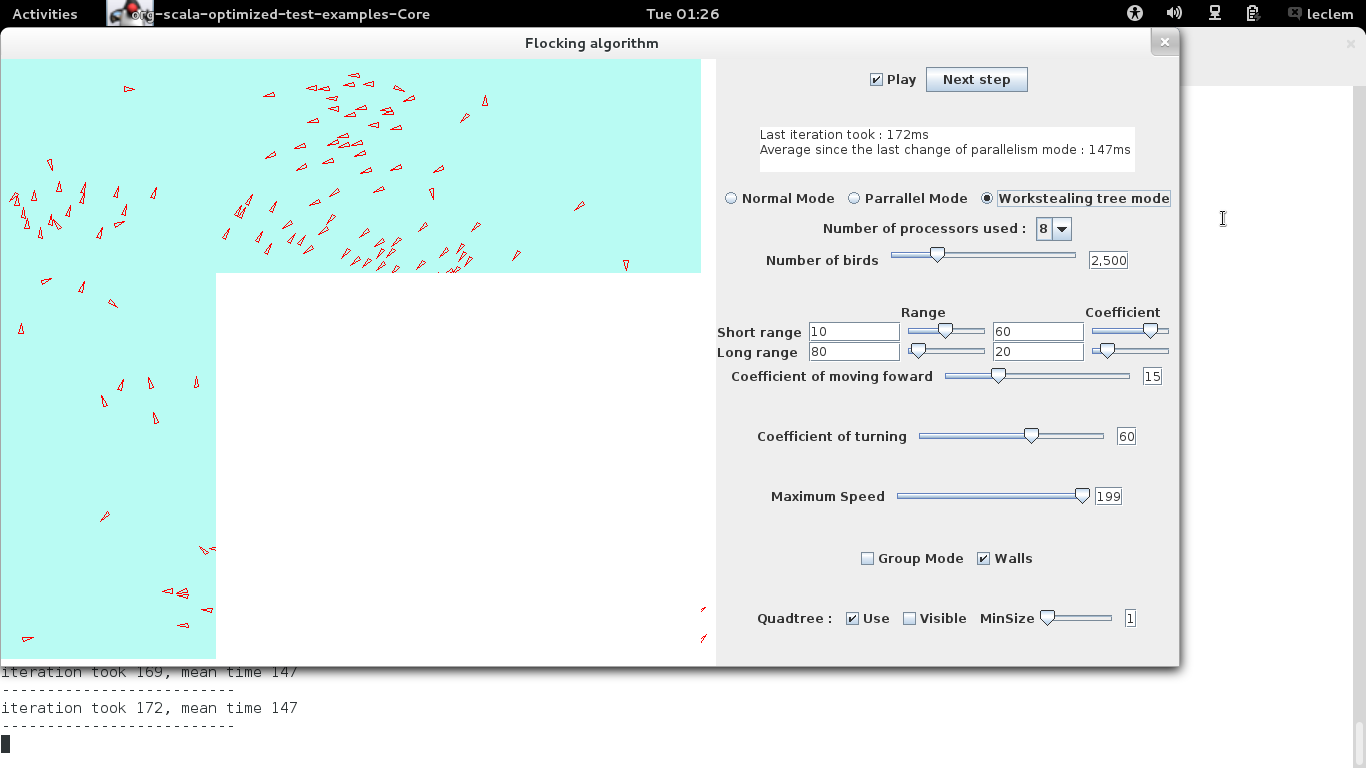 Activities org-scala-optimized-test-examples-Core Tue 01:26 leclem
Flocking algorithm
Play Next step
Last iteration took : 172ms
Average since the last change of parallelism mode : 147ms
Normal Mode Parrallel Mode Workstealing tree mode
Number of processors used : 8
Number of birds 2,500
Range Coefficient
Short range 10 60
Long range 80 20
Coefficient of moving foward 15
Coefficient of turning 60
Maximum Speed 199
Group Mode Walls
Quadtree : Use Visible MinSize 1
iteration took 169, mean time 147
--------------------------
iteration took 172, mean time 147
--------------------------